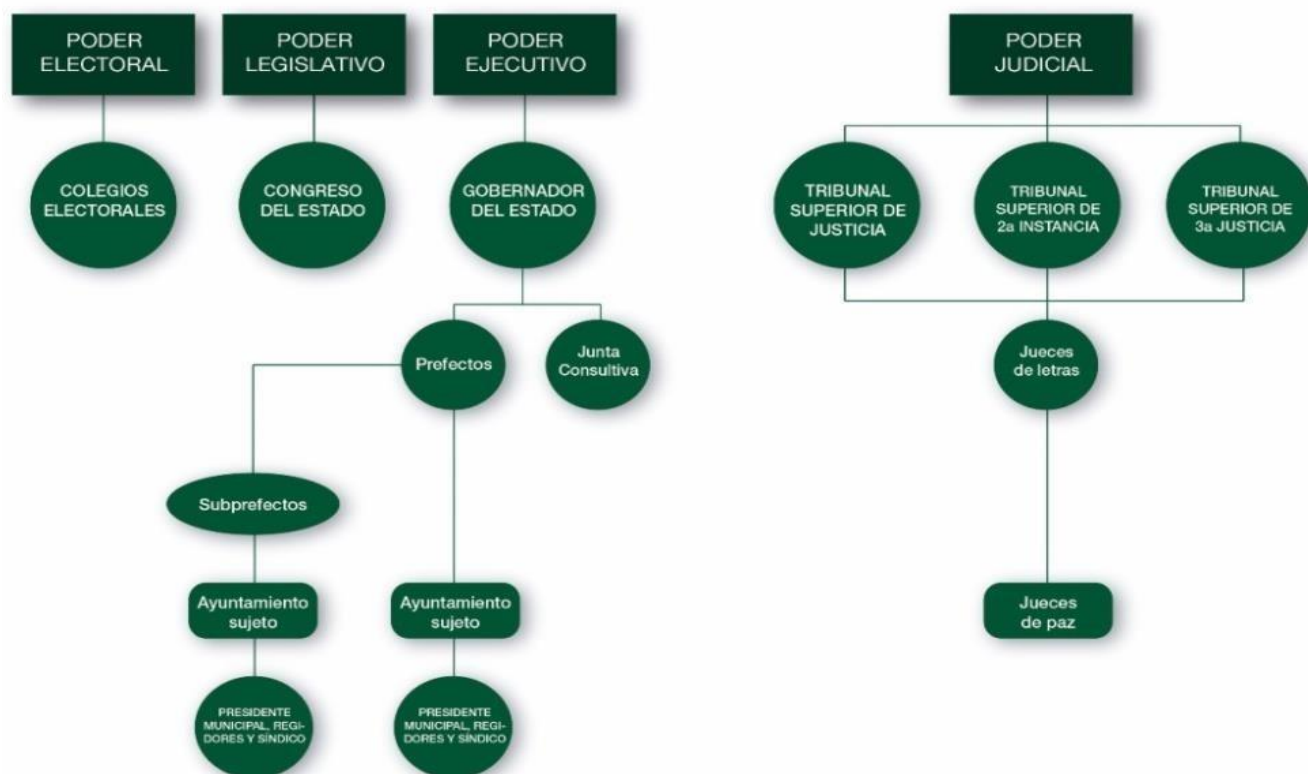 PODER
ELECTORAL
PODER
LEGISLATIVO
PODER
EJECUTIVO
PODER
JUDICIAL
COLEGIOS
ELECTORALES
CONGRESO
DEL ESTADO
GOBERNADOR
DEL ESTADO
TRIBUNAL
SUPERIOR DE
JUSTICIA
TRIBUNAL
SUPERIOR DE
2a INSTANCIA
TRIBUNAL
SUPERIOR DE
3a JUSTICIA
Prefectos
Junta
Consultiva
Jueces
de letras
Subprefectos
Ayuntamiento
sujeto
Ayuntamiento
sujeto
Jueces
de paz
PRESIDENTE
MUNICIPAL, REGI-
DORES Y SÍNDICO
PRESIDENTE
MUNICIPAL, REGI-
DORES Y SÍNDICO